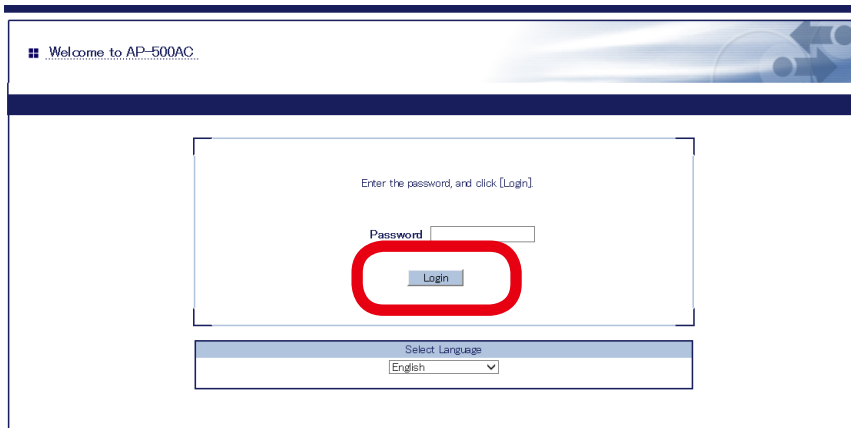 Welcome to AP-500AC
Enter the password, and click [Login].
Password
Login
Select Language
English